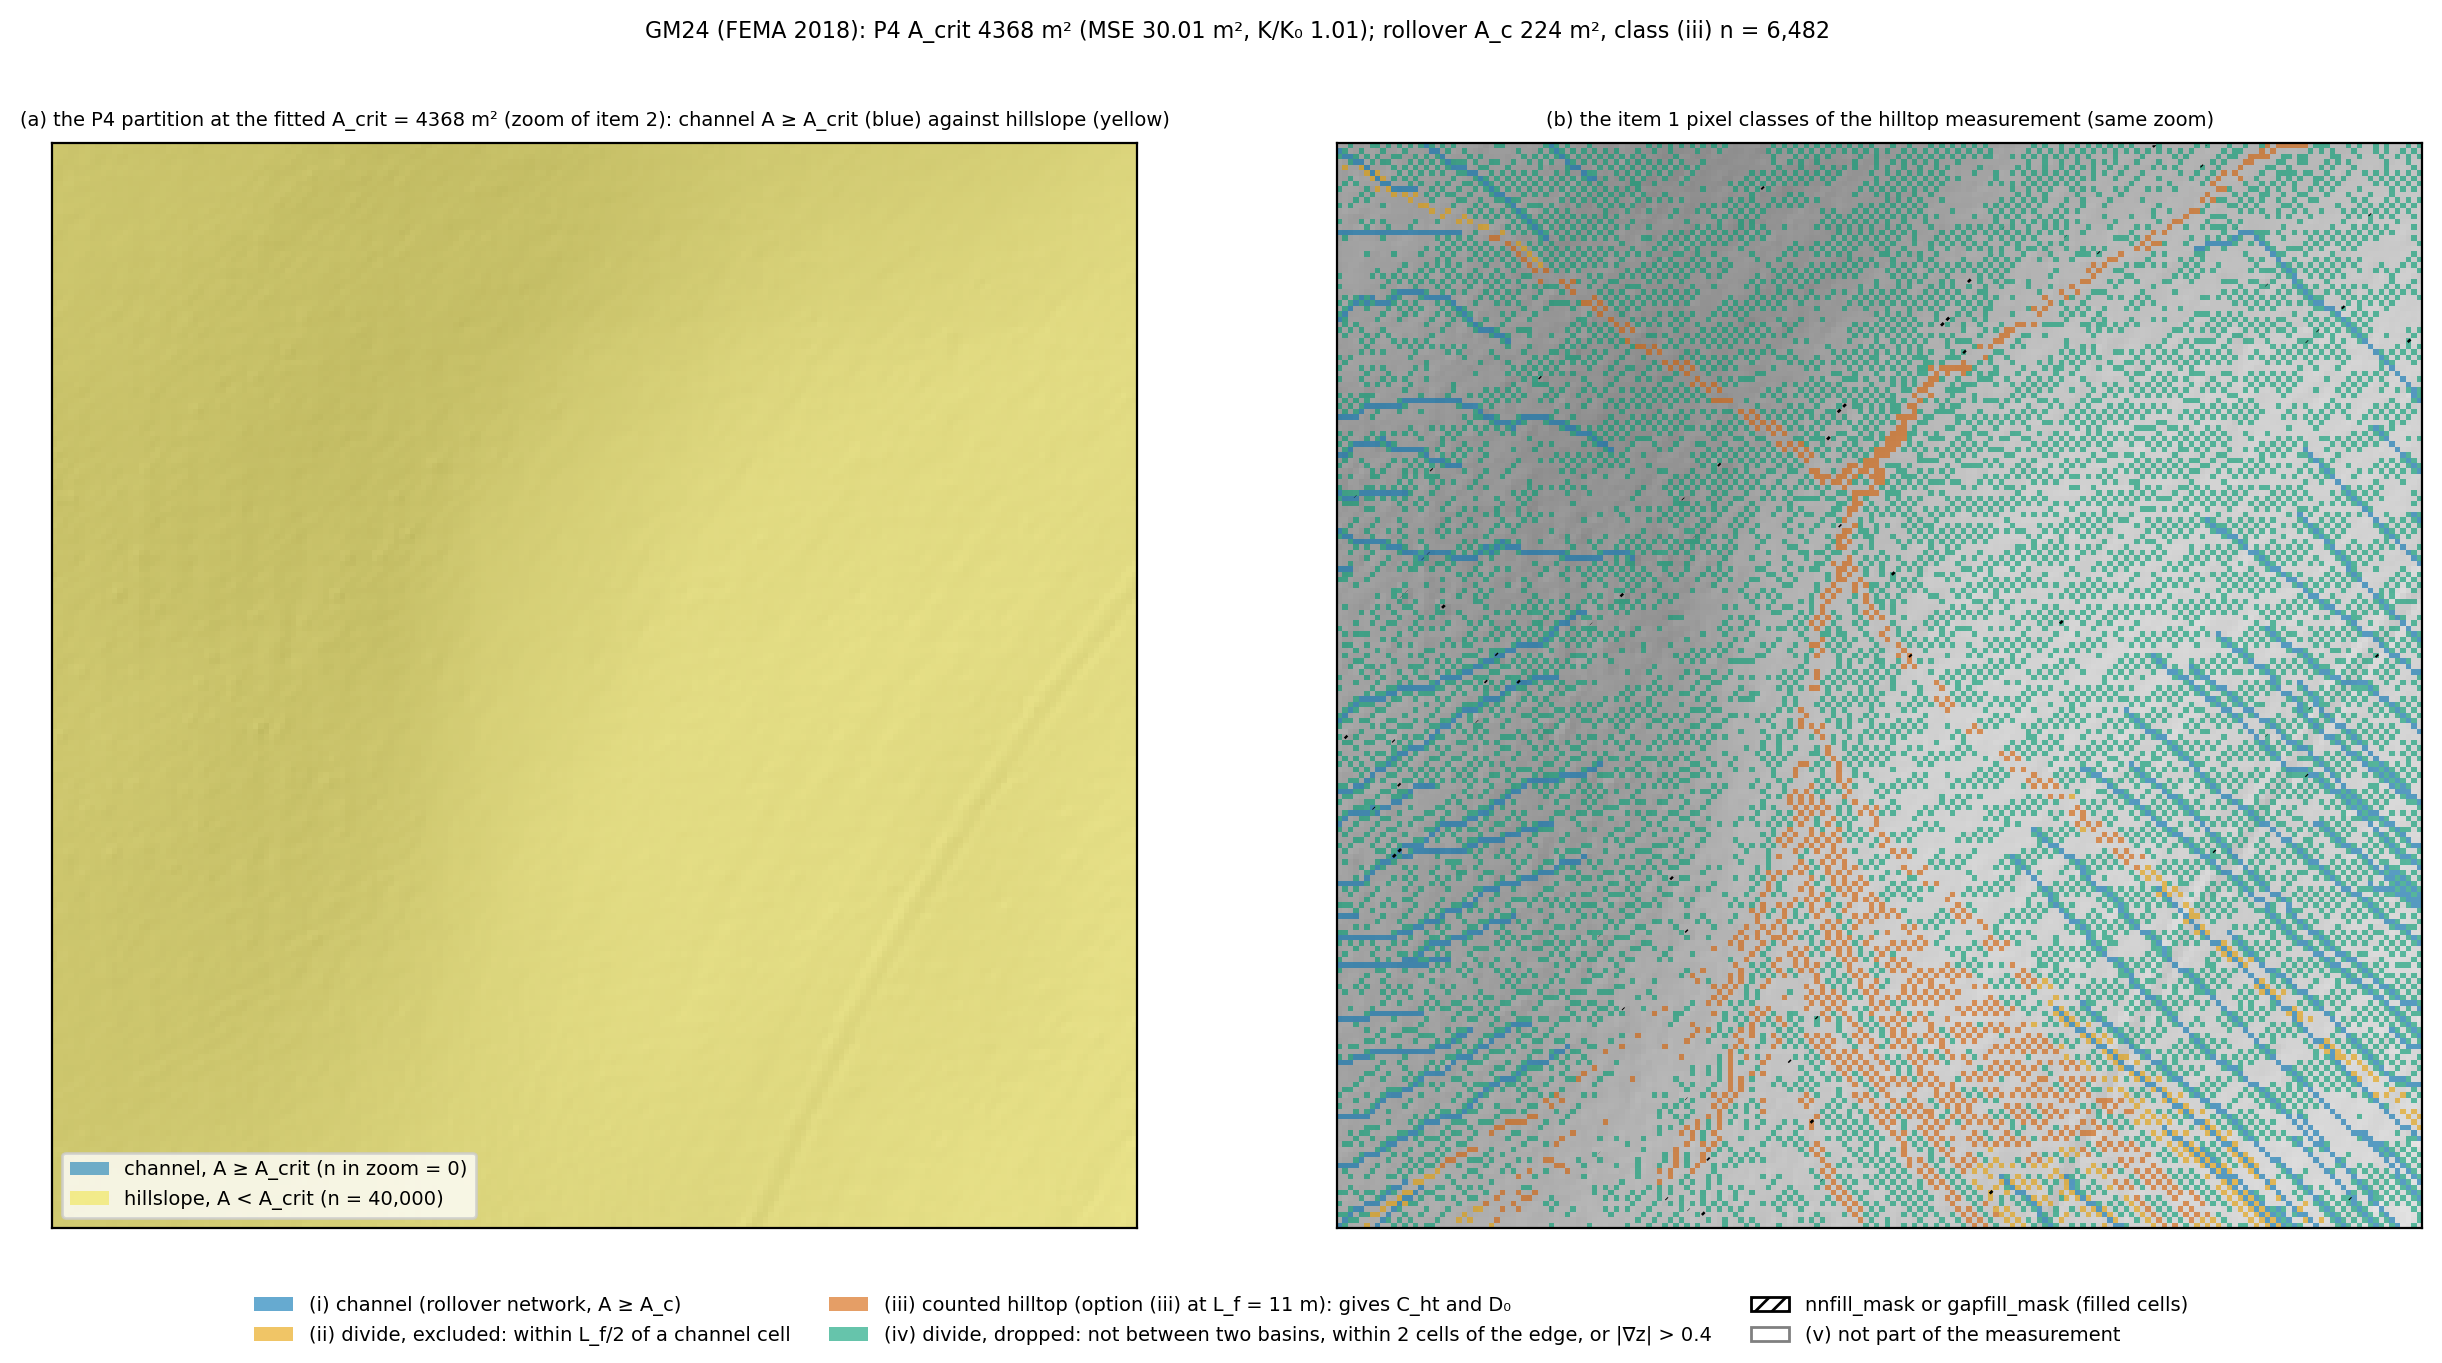 GM24 (FEMA 2018): P4 A_crit 4368 m² (MSE 30.01 m², K/K₀ 1.01); rollover A_c 224 m², class (iii) n = 6,482
(a) the P4 partition at the fitted A_crit = 4368 m² (zoom of item 2): channel A ≥ A_crit (blue) against hillslope (yellow)
(b) the item 1 pixel classes of the hilltop measurement (same zoom)
channel, A ≥ A_crit (n in zoom = 0)
hillslope, A < A_crit (n = 40,000)
(i) channel (rollover network, A ≥ A_c)
(ii) divide, excluded: within L_f/2 of a channel cell
(iii) counted hilltop (option (iii) at L_f = 11 m): gives C_ht and D₀
(iv) divide, dropped: not between two basins, within 2 cells of the edge, or |∇z| > 0.4
nnfill_mask or gapfill_mask (filled cells)
(v) not part of the measurement